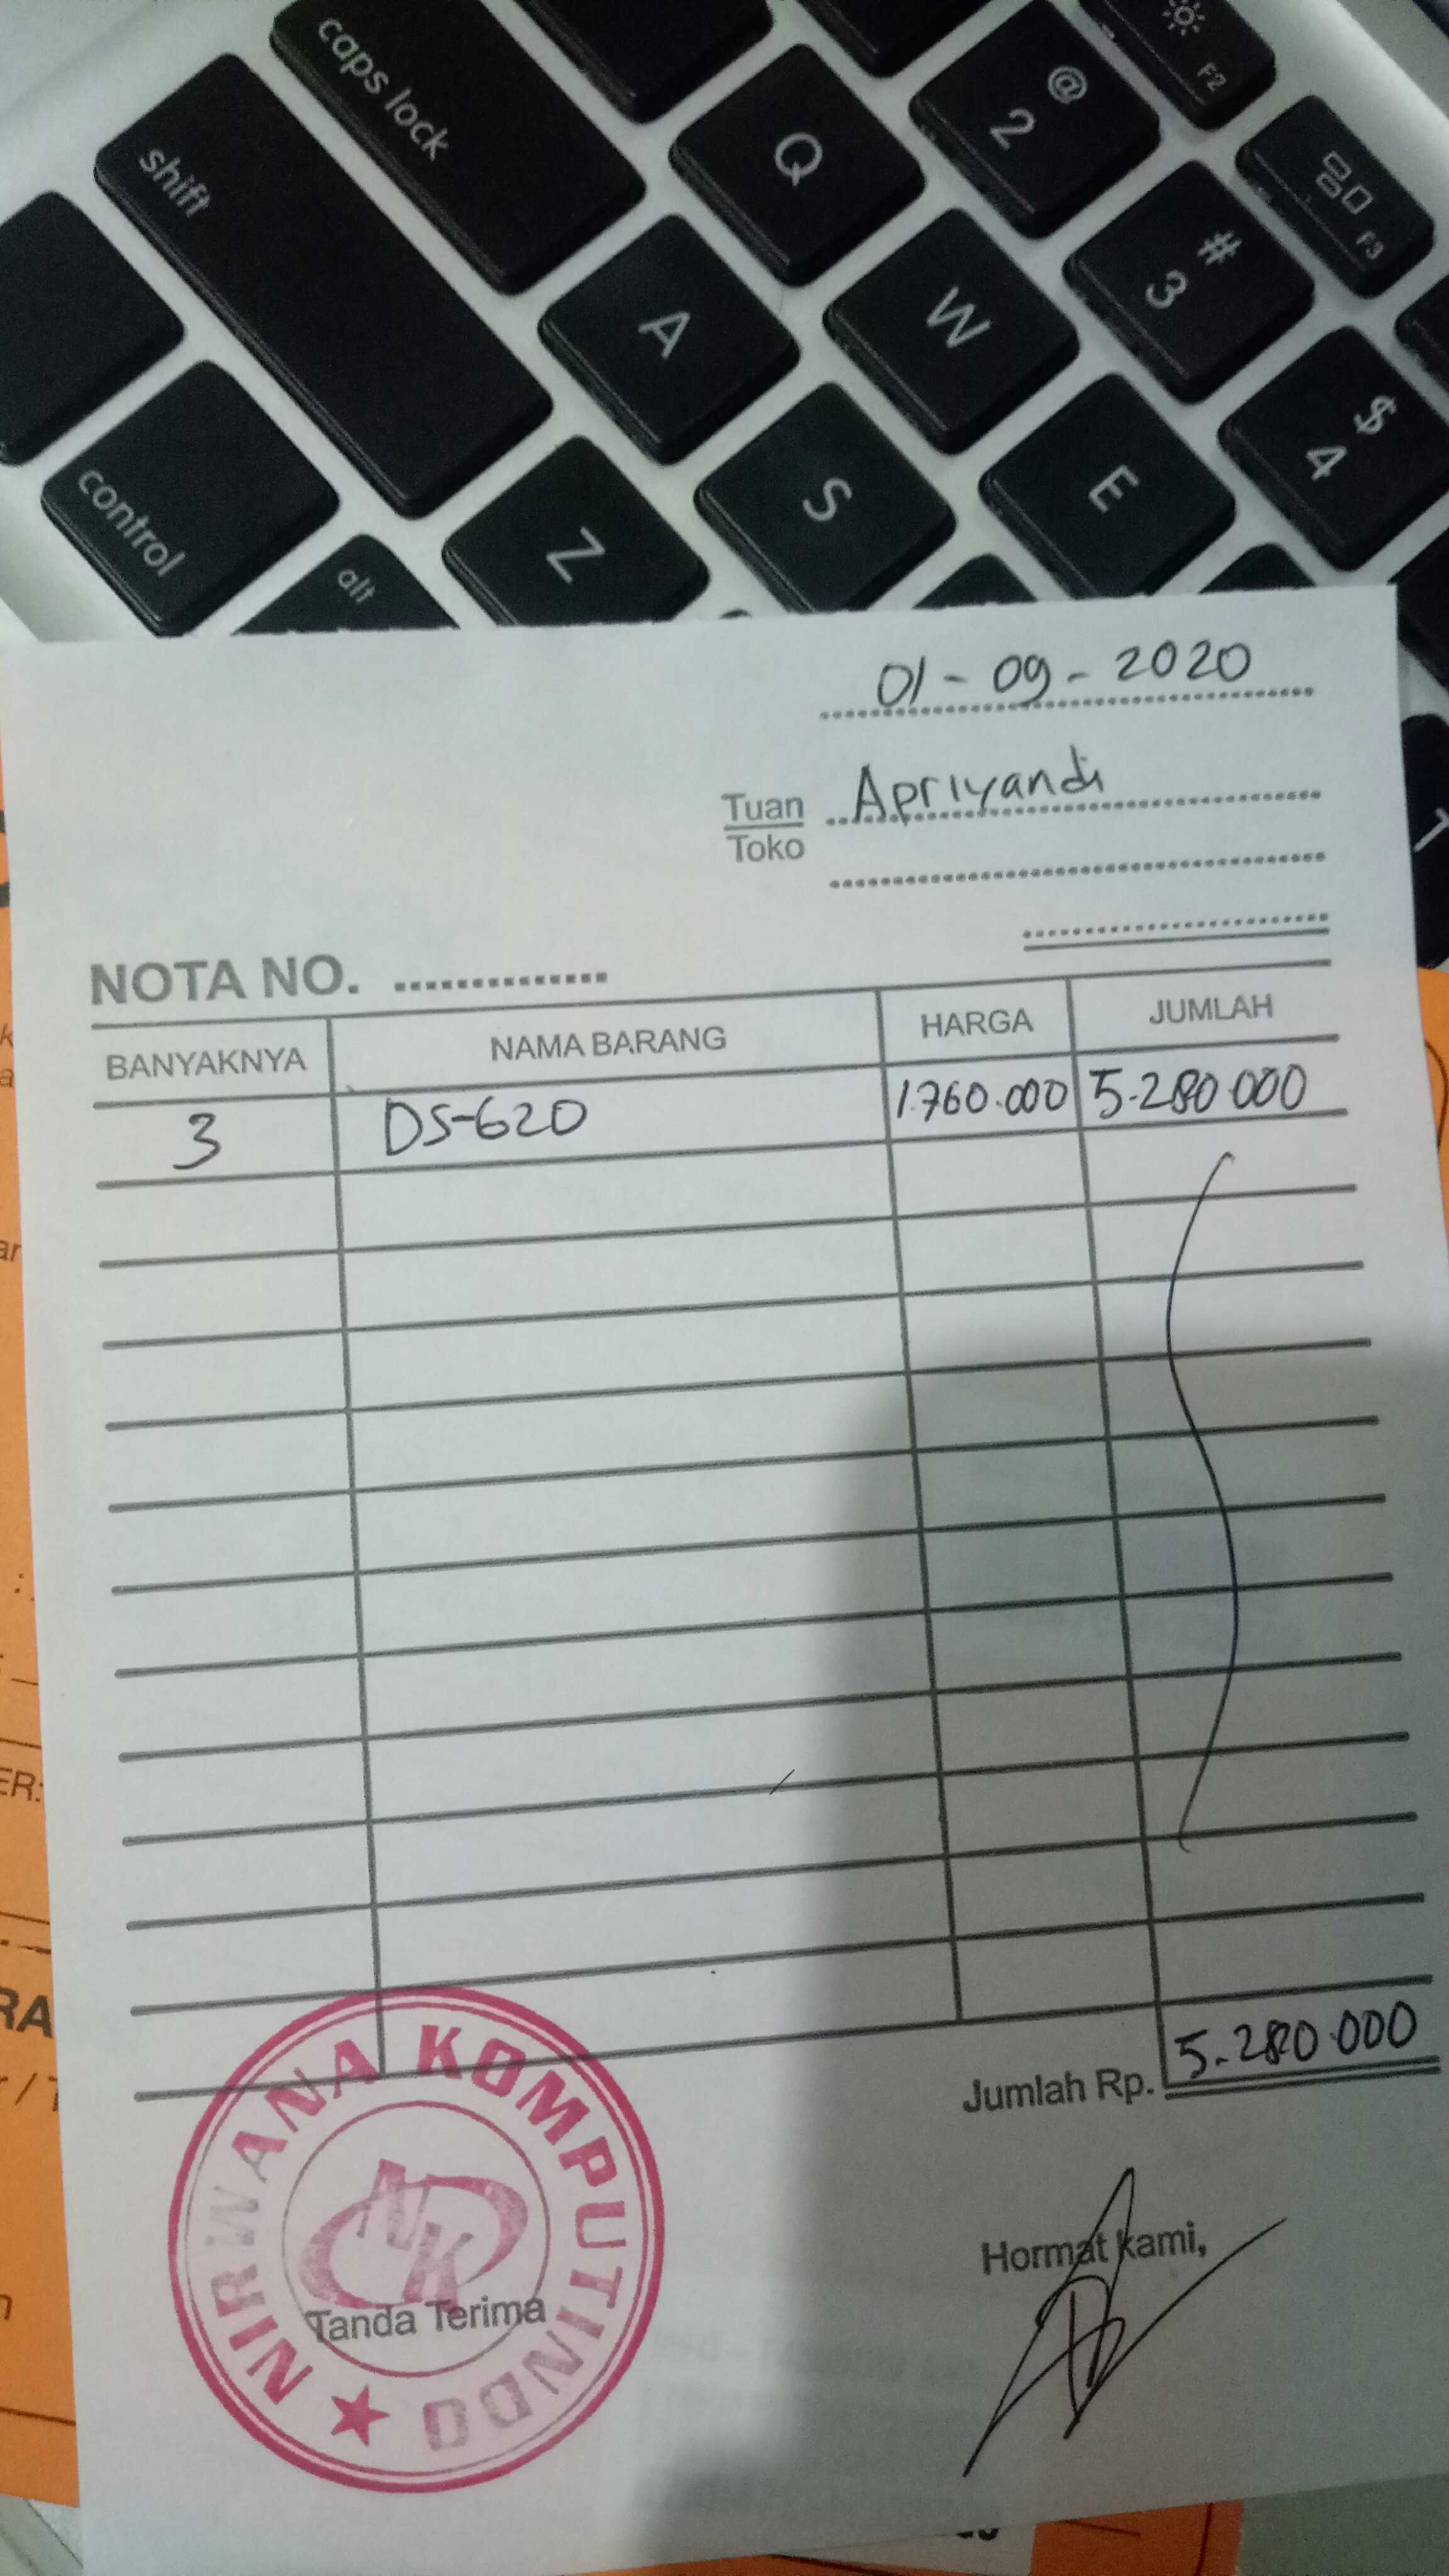 caps lock
shift
control
alt
Q
A
Z
W
S
E
@
2
#
3
$
4
F2
F3
01-09-2020
Tuan Apriyandi
Toko
NOTA NO. ..............
BANYAKNYA NAMA BARANG HARGA JUMLAH
3 DS-620 1.760.000 5.280.000
Jumlah Rp. 5.280.000
NIRWANA KOMPUTINDO
NK
Tanda Terima
Hormat kami,
ER:
RA